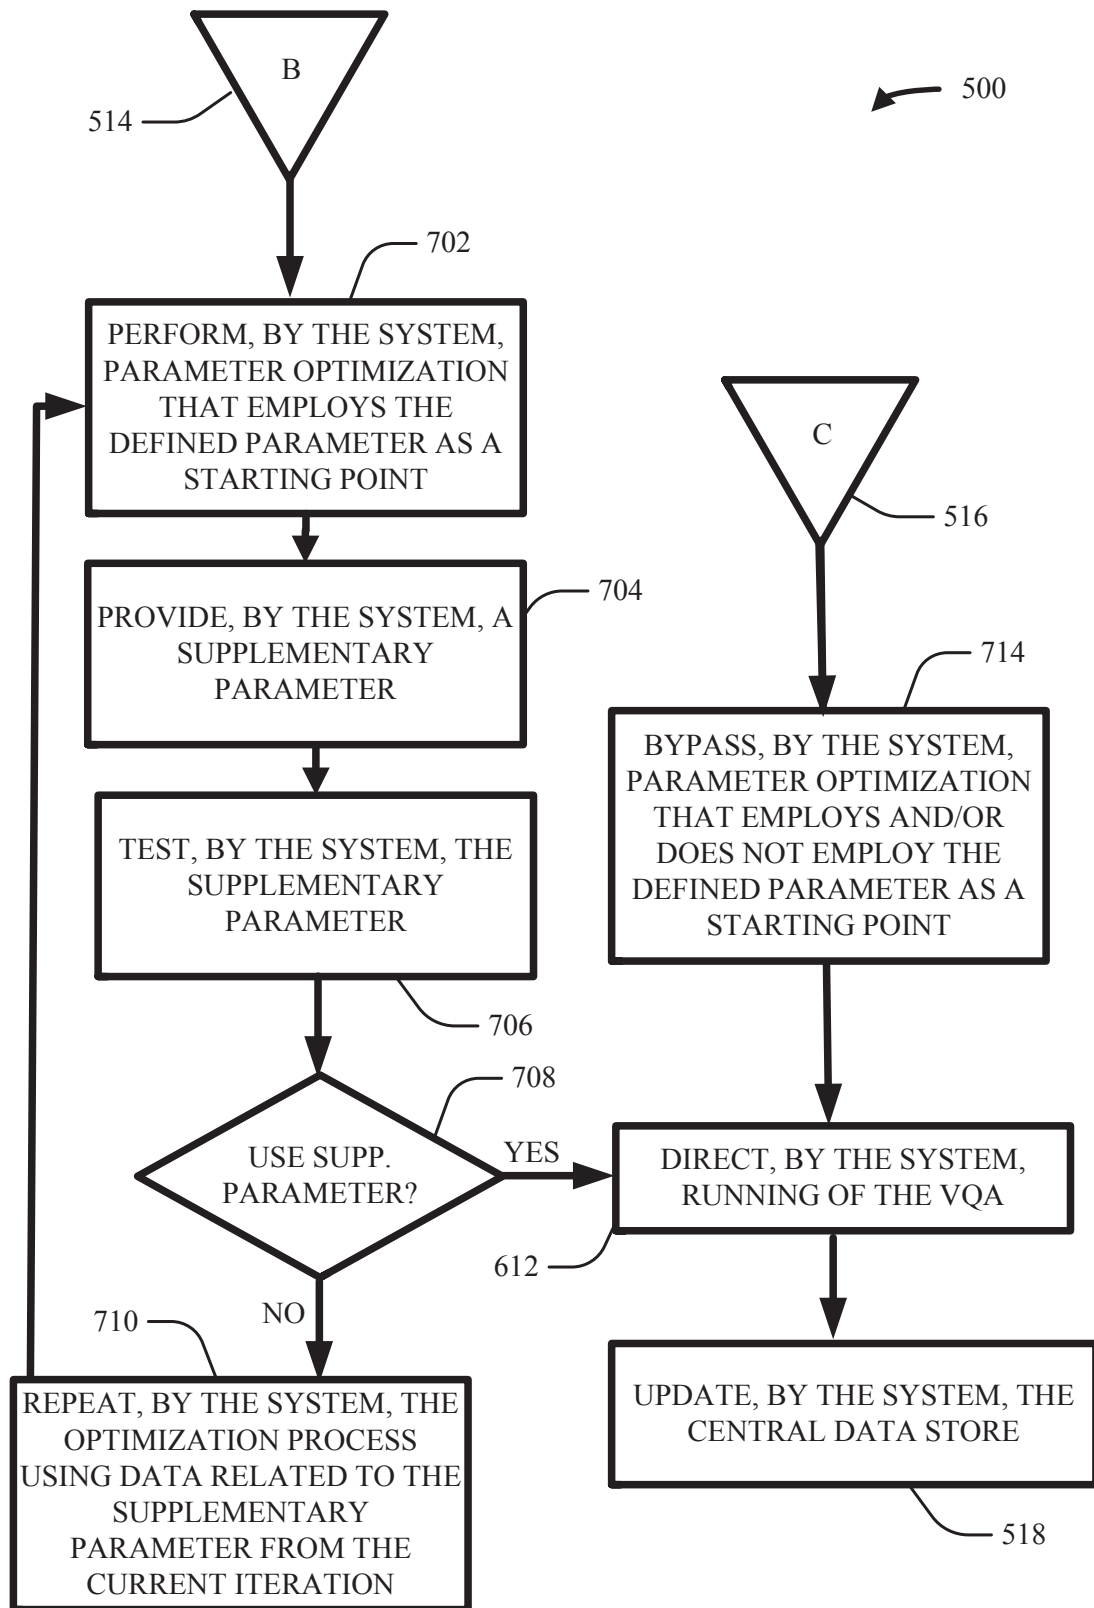 B
500
514
702
PERFORM, BY THE SYSTEM,
PARAMETER OPTIMIZATION
THAT EMPLOYS THE
DEFINED PARAMETER AS A
STARTING POINT
C
516
704
PROVIDE, BY THE SYSTEM, A
SUPPLEMENTARY
PARAMETER
714
BYPASS, BY THE SYSTEM,
PARAMETER OPTIMIZATION
THAT EMPLOYS AND/OR
DOES NOT EMPLOY THE
DEFINED PARAMETER AS A
STARTING POINT
TEST, BY THE SYSTEM, THE
SUPPLEMENTARY
PARAMETER
706
708
USE SUPP.
PARAMETER?
YES
DIRECT, BY THE SYSTEM,
RUNNING OF THE VQA
612
NO
710
REPEAT, BY THE SYSTEM, THE
OPTIMIZATION PROCESS
USING DATA RELATED TO THE
SUPPLEMENTARY
PARAMETER FROM THE
CURRENT ITERATION
UPDATE, BY THE SYSTEM, THE
CENTRAL DATA STORE
518